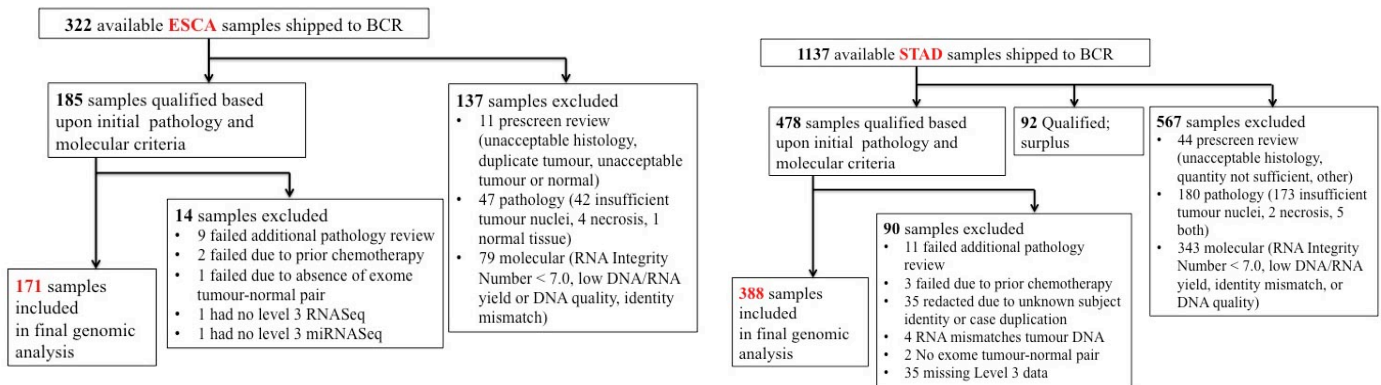 322 available ESCA samples shipped to BCR
185 samples qualified based
upon initial pathology and
molecular criteria
137 samples excluded
• 11 prescreen review
(unacceptable histology,
duplicate tumour, unacceptable
tumour or normal)
• 47 pathology (42 insufficient
tumour nuclei, 4 necrosis, 1
normal tissue)
• 79 molecular (RNA Integrity
Number < 7.0, low DNA/RNA
yield or DNA quality, identity
mismatch)
14 samples excluded
• 9 failed additional pathology review
• 2 failed due to prior chemotherapy
• 1 failed due to absence of exome
tumour-normal pair
• 1 had no level 3 RNASeq
• 1 had no level 3 miRNASeq
171 samples
included
in final genomic
analysis
1137 available STAD samples shipped to BCR
478 samples qualified based
upon initial pathology and
molecular criteria
92 Qualified;
surplus
567 samples excluded
• 44 prescreen review
(unacceptable histology,
quantity not sufficient, other)
• 180 pathology (173 insufficient
tumour nuclei, 2 necrosis, 5
both)
• 343 molecular (RNA Integrity
Number < 7.0, low DNA/RNA
yield, identity mismatch, or
DNA quality)
90 samples excluded
• 11 failed additional pathology
review
• 3 failed due to prior chemotherapy
• 35 redacted due to unknown subject
identity or case duplication
• 4 RNA mismatches tumour DNA
• 2 No exome tumour-normal pair
• 35 missing Level 3 data
388 samples
included
in final genomic
analysis